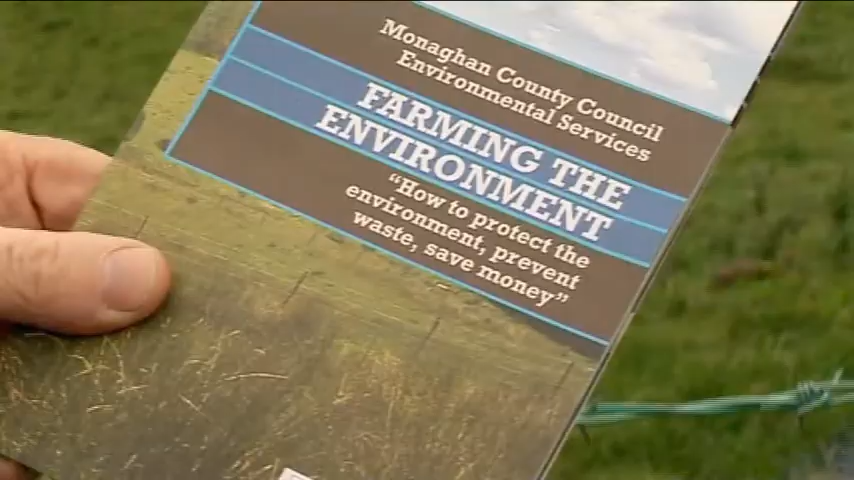 Monaghan County Council
Environmental Services
FARMING THE
ENVIRONMENT
“How to protect the
environment, prevent
waste, save money”